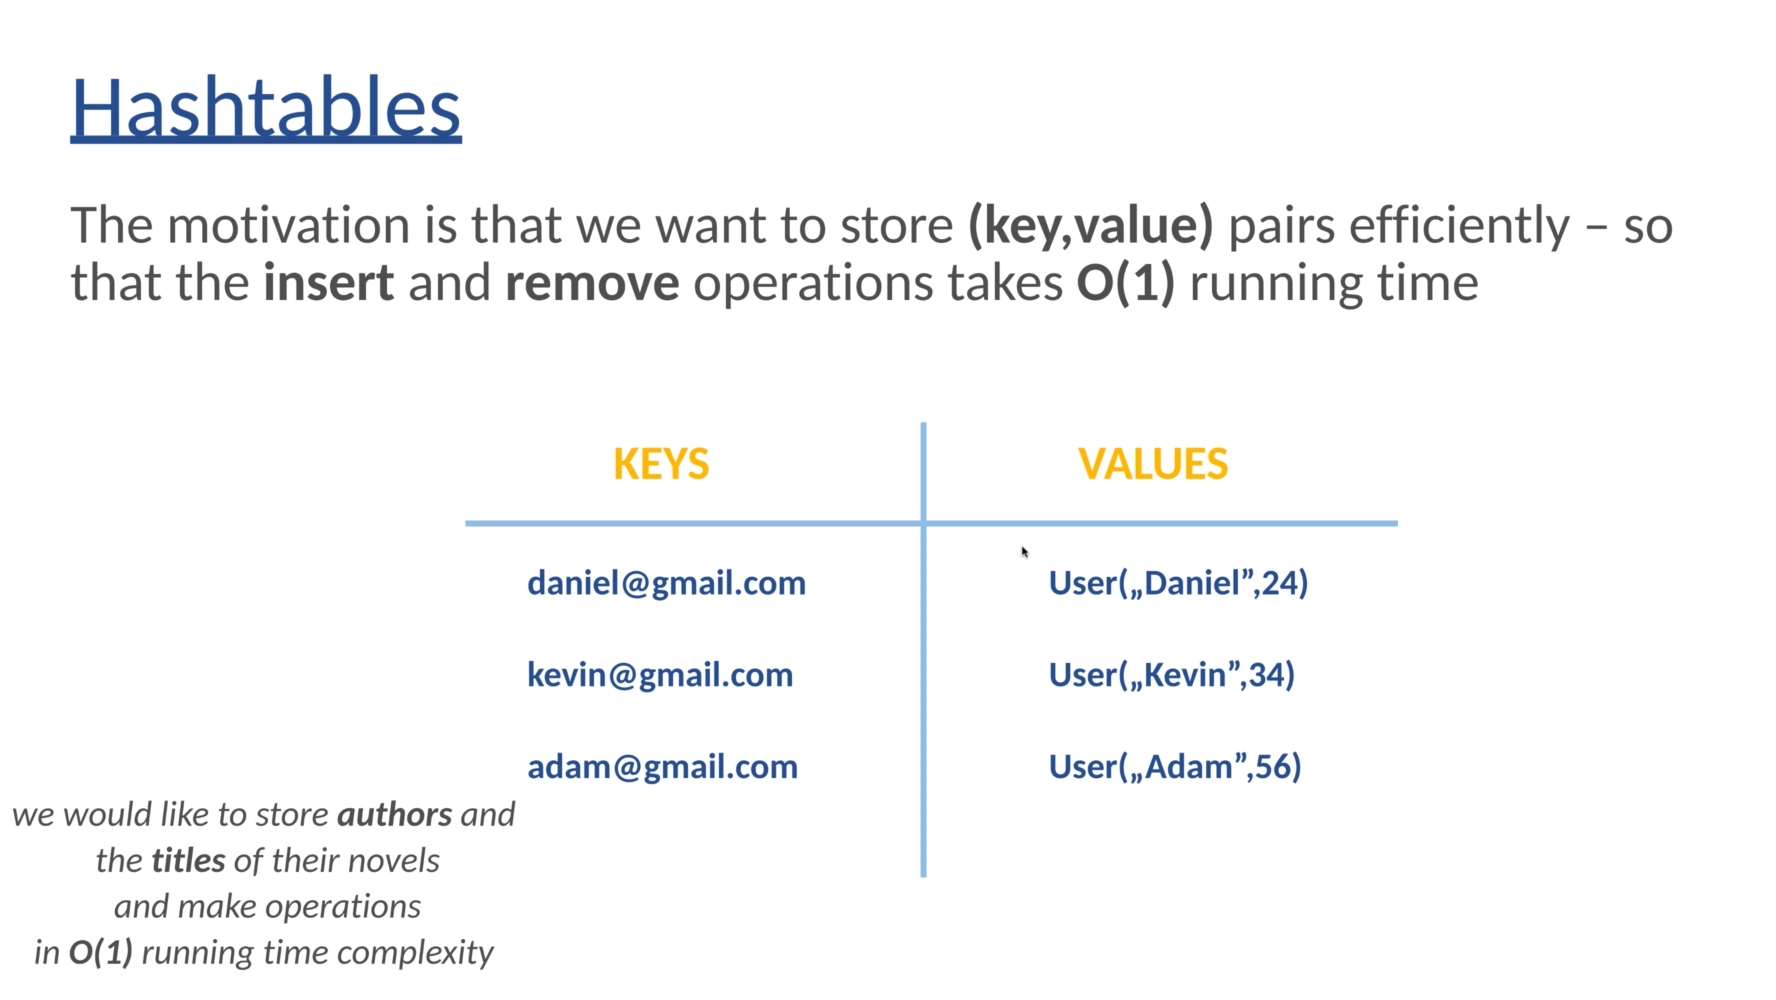 Hashtables
The motivation is that we want to store (key,value) pairs efficiently – so
that the insert and remove operations takes O(1) running time
KEYS VALUES
daniel@gmail.com User(„Daniel”,24)
kevin@gmail.com User(„Kevin”,34)
adam@gmail.com User(„Adam”,56)
we would like to store authors and
the titles of their novels
and make operations
in O(1) running time complexity